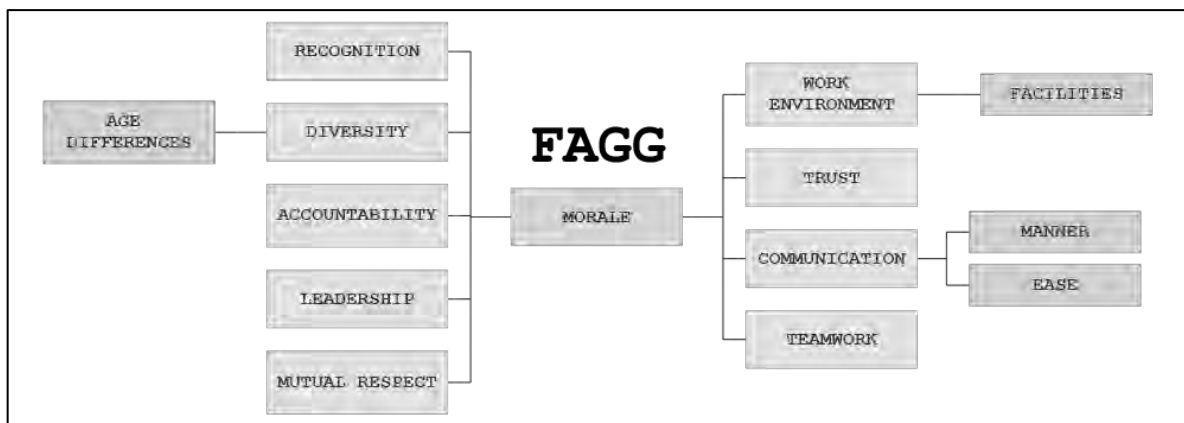 RECOGNITION
AGE
DIFFERENCES
DIVERSITY
ACCOUNTABILITY
LEADERSHIP
MUTUAL RESPECT
FAGG
MORALE
WORK
ENVIRONMENT
FACILITIES
TRUST
COMMUNICATION
MANNER
EASE
TEAMWORK